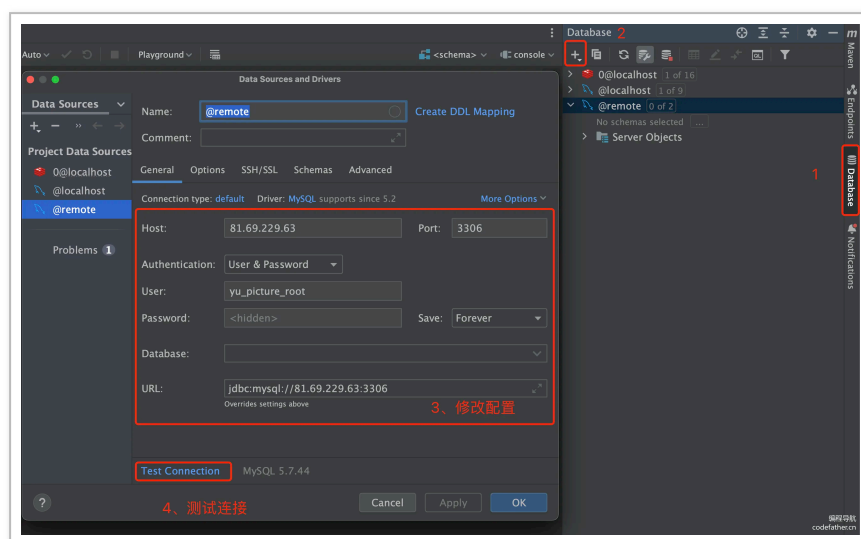 Database 2
Auto
Playground
<schema>
console
m
Maven
Data Sources and Drivers
0@localhost 1 of 16
@localhost 1 of 9
@remote 0 of 2
No schemas selected ...
Server Objects
Endpoints
1
Database
Notifications
Data Sources
Project Data Sources
0@localhost
@localhost
@remote
Problems 1
Name: @remote Create DDL Mapping
Comment:
General Options SSH/SSL Schemas Advanced
Connection type: default Driver: MySQL supports since 5.2 More Options
Host: 81.69.229.63 Port: 3306
Authentication: User & Password
User: yu_picture_root
Password: <hidden> Save: Forever
Database:
URL: jdbc:mysql://81.69.229.63:3306
Overrides settings above
3、修改配置
Test Connection MySQL 5.7.44
? 4、测试连接 Cancel Apply OK
编程导航
codefather.cn